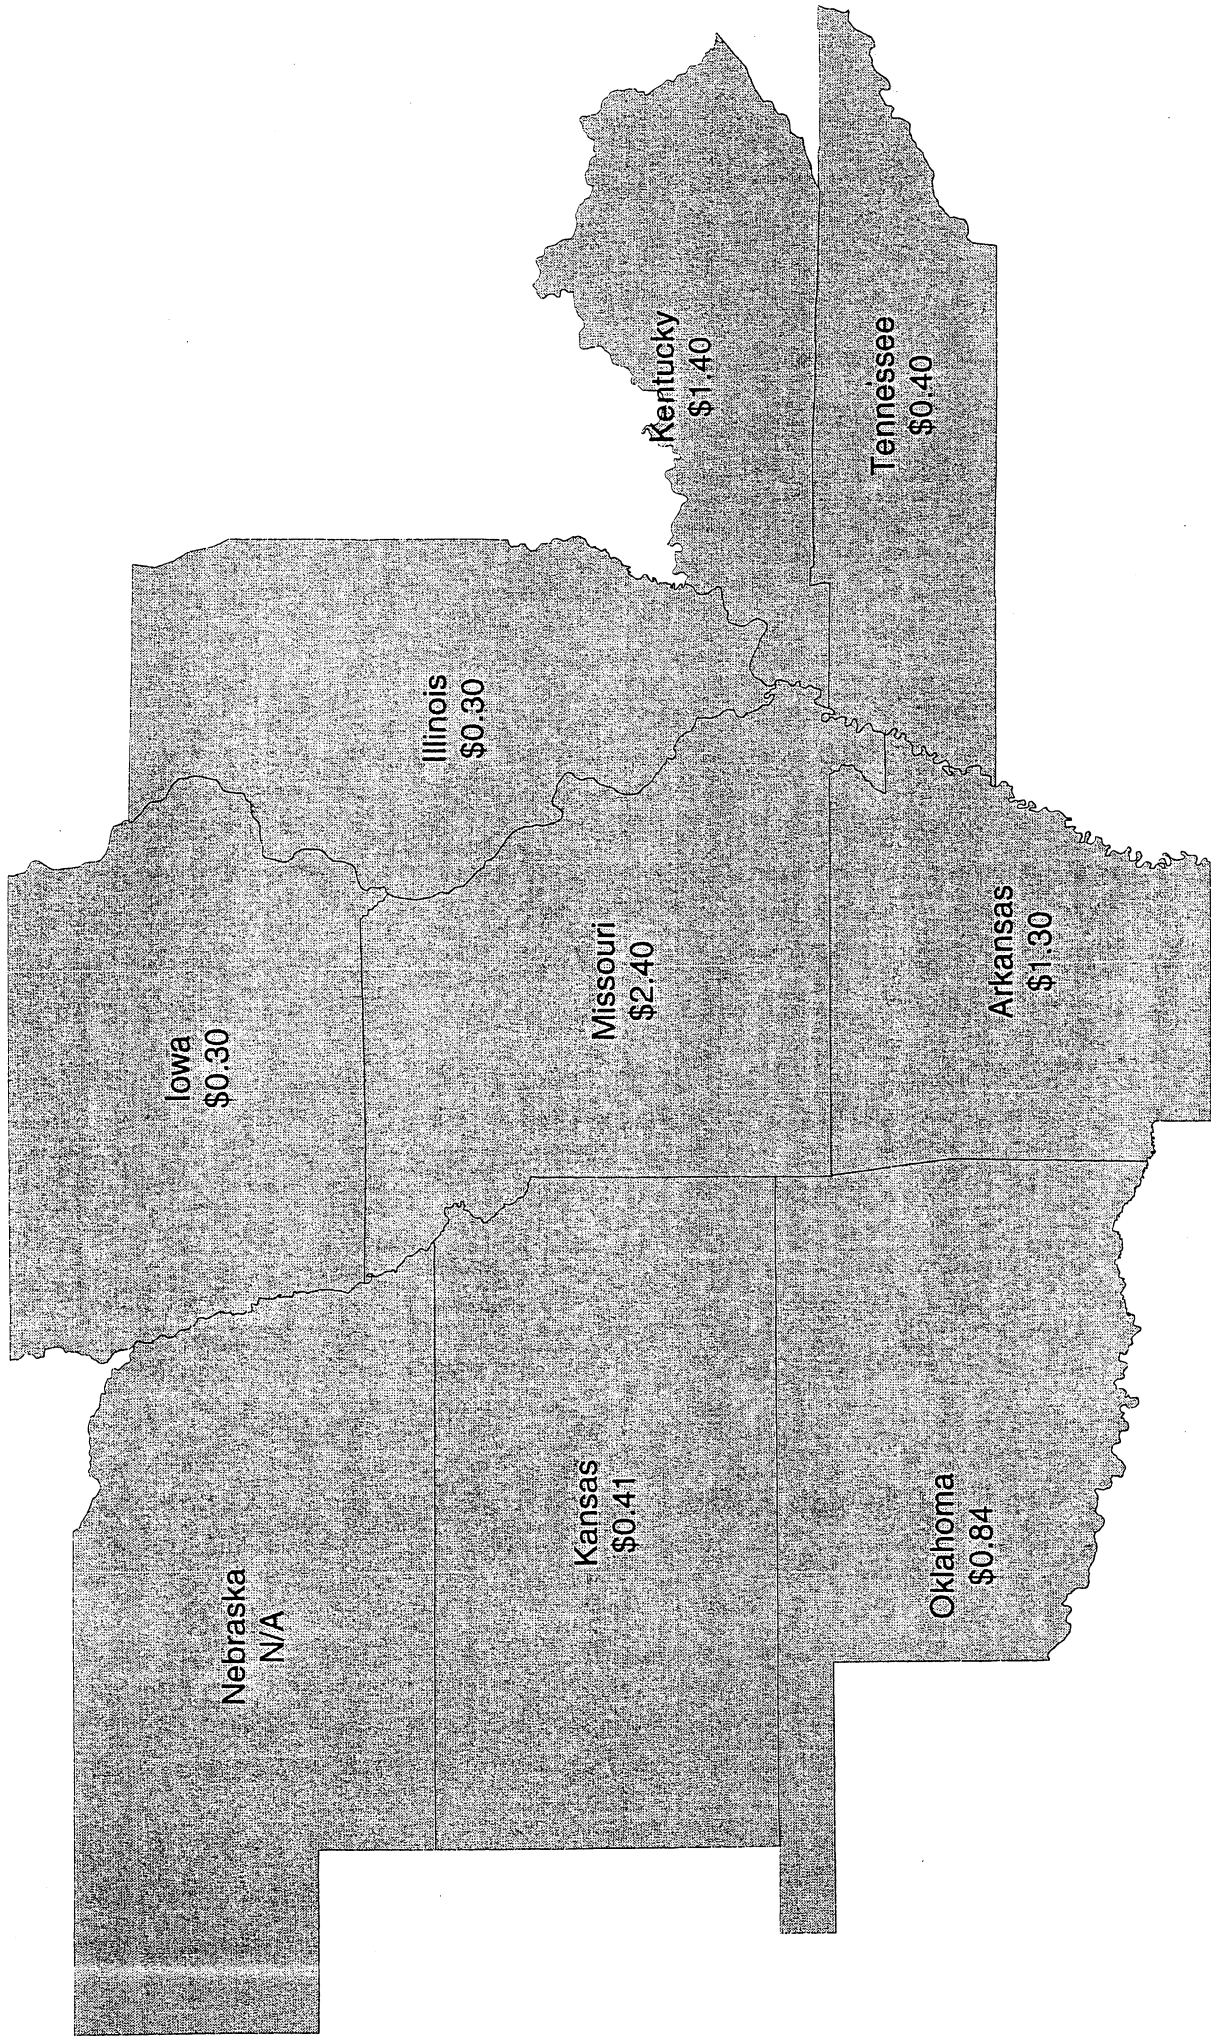 Nebraska
N/A
Iowa
$0.30
Illinois
$0.30
Kansas
$0.41
Missouri
$2.40
Kentucky
$1.40
Oklahoma
$0.84
Arkansas
$1.30
Tennessee
$0.40